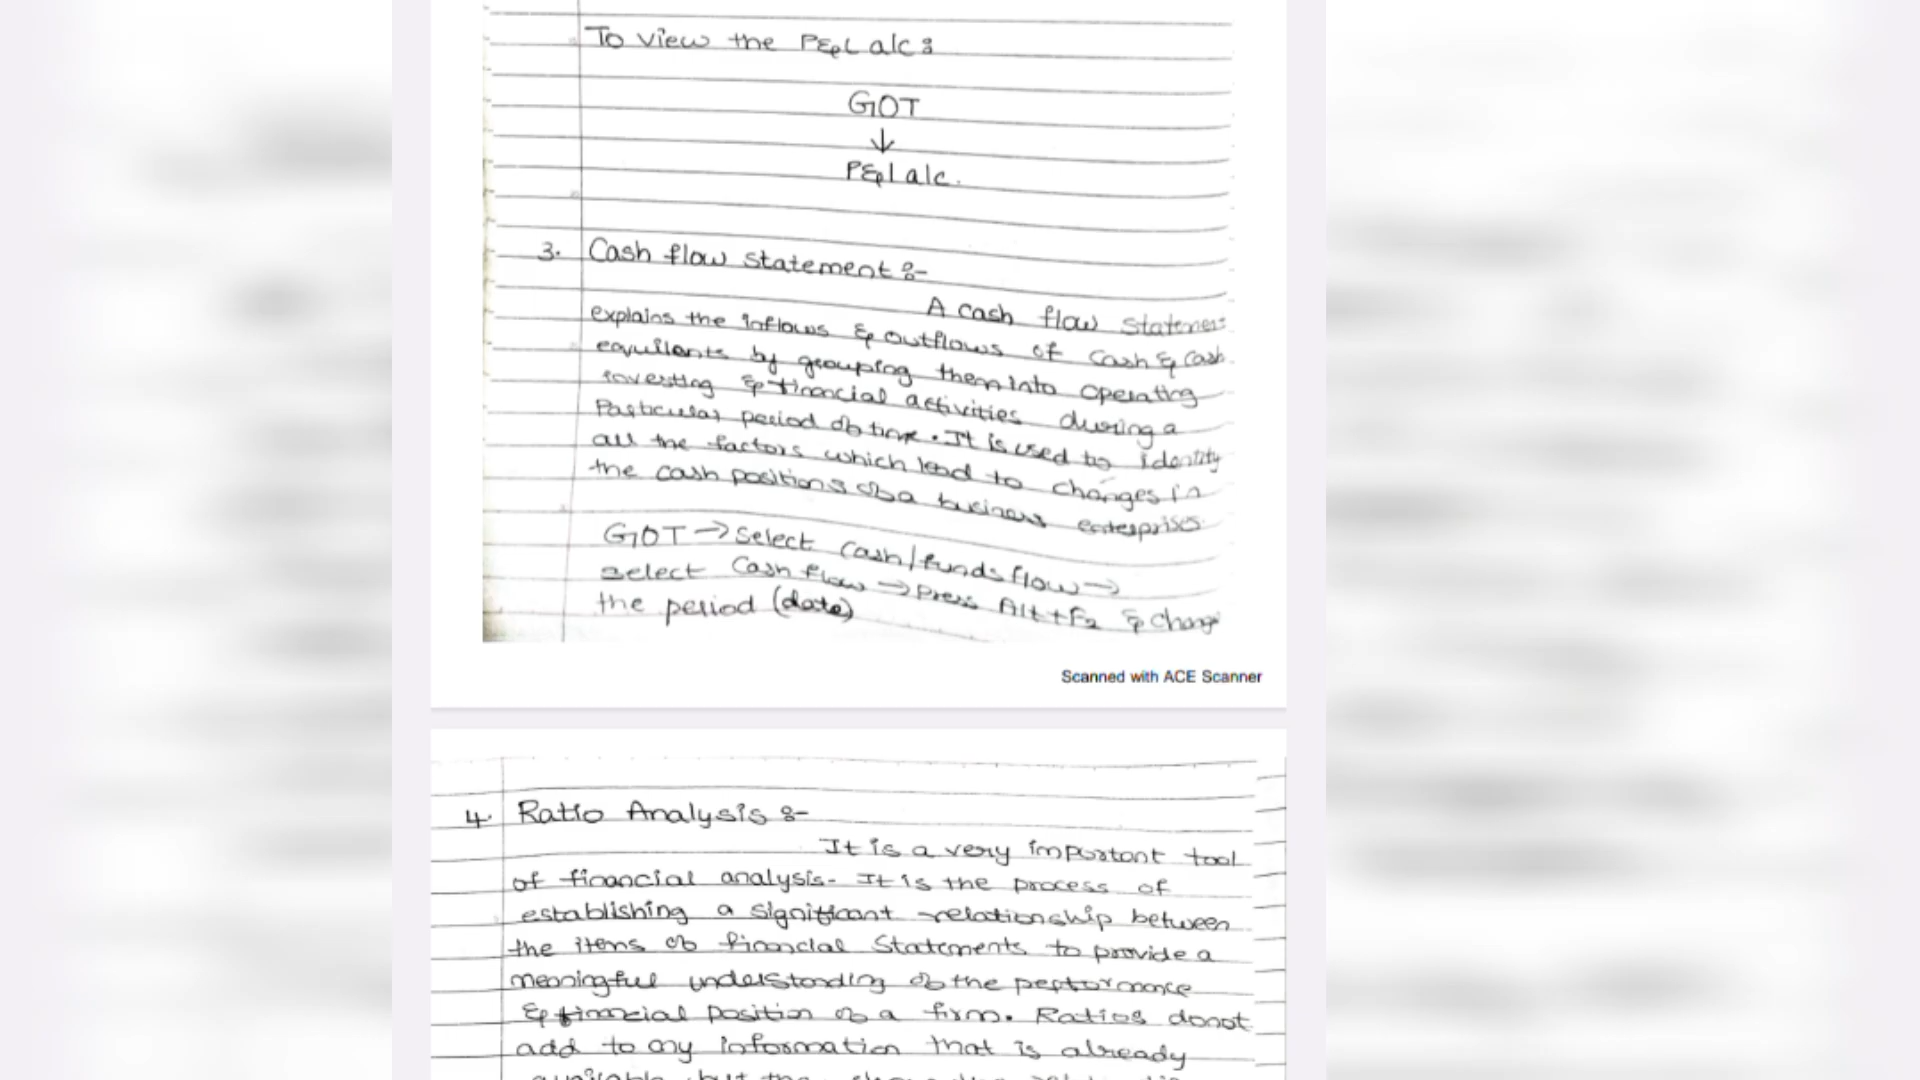 To view the P&L a/c :
GOT
↓
P&L a/c.
3. Cash flow statement :-
A cash flow statement
explains the inflows & outflows of cash & cash
equilants by grouping them into operating
investing & financial activities during a
Particular period of time. It is used to identity
all the factors which lead to changes in
the cash positions of a business enterprises.
GOT → Select cash/funds flow →
select cash flow → Press Alt+F2 & change
the period (date)
Scanned with ACE Scanner
4. Ratio Analysis :-
It is a very important tool
of financial analysis. It is the process of
establishing a significant relationship between
the items of financial statements to provide a
meaningful understanding of the performance
& financial position of a firm. Ratios donot
add to any information that is already